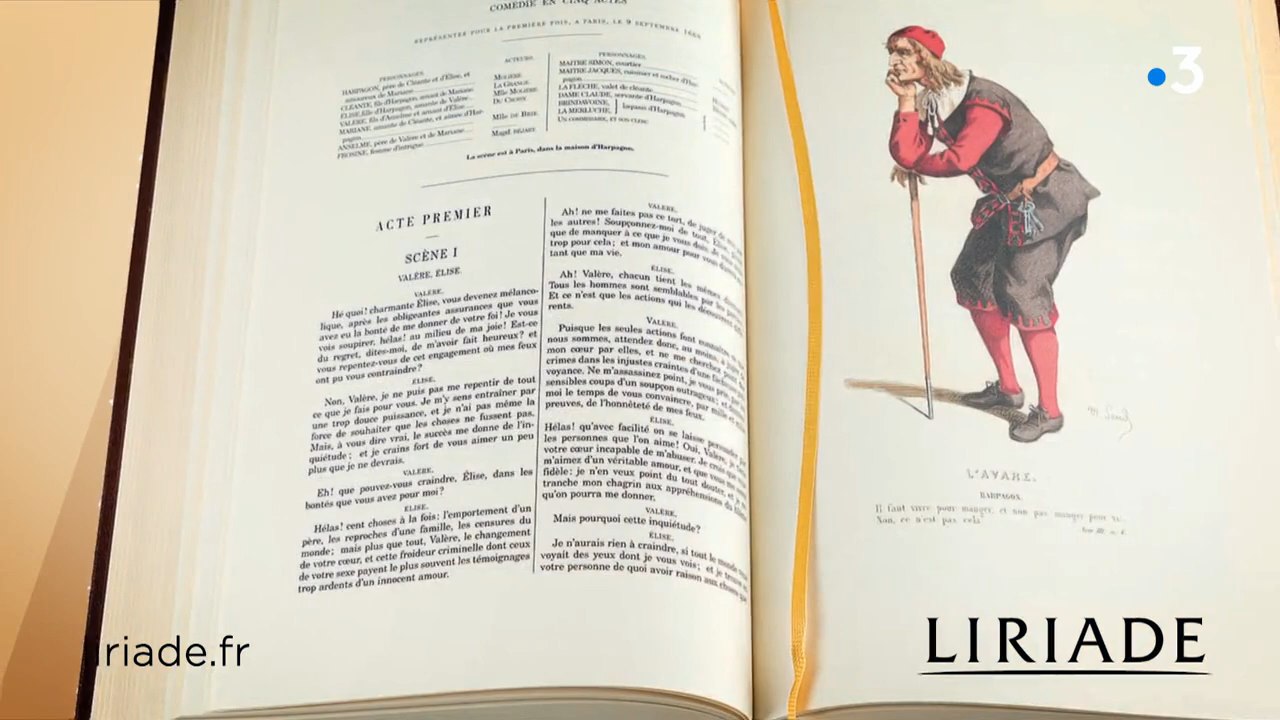 COMÉDIE EN CINQ ACTES
REPRÉSENTÉE POUR LA PREMIÈRE FOIS, A PARIS, LE 9 SEPTEMBRE 1668
PERSONNAGES.
ACTEURS.
HARPAGON, père de Cléante et d'Élise, et
amoureux de Mariane
MOLIÈRE
CLÉANTE, fils d'Harpagon, amant de Mariane.
LA GRANGE.
ÉLISE, fille d'Harpagon, amante de Valère...
Mlle MOLIÈRE
VALÈRE, fils d'Anselme et amant d'Élise...
DU CROISY.
MARIANE, amante de Cléante, et aimée d'Har-
pagon
Mlle DE BRIE.
ANSELME, père de Valère et de Mariane...
FROSINE, femme d'intrigue
Magd. BÉJART.
PERSONNAGES.
MAITRE SIMON, courtier
MAITRE JACQUES, cuisinier et cocher d'Har-
pagon
LA FLÈCHE, valet de cléante
DAME CLAUDE, servante d'Harpagon
BRINDAVOINE,
LA MERLUCHE,
laquais d'Harpagon
UN COMMISSAIRE, ET SON CLERC
La scène est à Paris, dans la maison d'Harpagon.
ACTE PREMIER
SCÈNE I
VALÈRE, ÉLISE.
VALÈRE.
Hé quoi! charmante Élise, vous devenez mélanco-
lique, après les obligeantes assurances que vous
avez eu la bonté de me donner de votre foi! Je vous
vois soupirer, hélas! au milieu de ma joie! Est-ce
du regret, dites-moi, de m'avoir fait heureux? et
vous repentez-vous de cet engagement où mes feux
ont pu vous contraindre?
ÉLISE.
Non, Valère, je ne puis pas me repentir de tout
ce que je fais pour vous. Je m'y sens entraîner par
une trop douce puissance, et je n'ai pas même la
force de souhaiter que les choses ne fussent pas.
Mais, à vous dire vrai, le succès me donne de l'in-
quiétude; et je crains fort de vous aimer un peu
plus que je ne devrais.
VALÈRE.
Eh! que pouvez-vous craindre, Élise, dans les
bontés que vous avez pour moi?
ÉLISE.
Hélas! cent choses à la fois: l'emportement d'un
père, les reproches d'une famille, les censures du
monde; mais plus que tout, Valère, le changement
de votre cœur, et cette froideur criminelle dont ceux
de votre sexe payent le plus souvent les témoignages
trop ardents d'un innocent amour.
VALÈRE.
Ah! ne me faites pas ce tort, de juger de moi
les autres! Soupçonnez-moi de tout, Élise,
que de manquer à ce que je vous dois. Je
trop pour cela; et mon amour pour vous
tant que ma vie.
ÉLISE.
Ah! Valère, chacun tient les mêmes
Tous les hommes sont semblables par les
Et ce n'est que les actions qui les
rents.
VALÈRE.
Puisque les seules actions font
nous sommes, attendez donc, au moins, à
mon cœur par elles, et ne me cherchez
crimes dans les injustes craintes d'une
voyance. Ne m'assassinez point, je vous prie,
sensibles coups d'un soupçon outrageux; et
moi le temps de vous convaincre, par mille et
preuves, de l'honnêteté de mes feux.
ÉLISE.
Hélas! qu'avec facilité on se laisse persuader
les personnes que l'on aime! Oui, Valère, je
votre cœur incapable de m'abuser. Je crois que
m'aimez d'un véritable amour, et que vous me
fidèle: je n'en veux point du tout douter, et je
tranche mon chagrin aux appréhensions du
qu'on pourra me donner.
VALÈRE.
Mais pourquoi cette inquiétude?
ÉLISE.
Je n'aurais rien à craindre, si tout le monde
voyait des yeux dont je vous vois; et je trouve
votre personne de quoi avoir raison aux choses que
L'AVARE.
HARPAGON.
Il faut vivre pour manger, et non pas manger pour vi..
Non, ce n'est pas cela
3
liriade.fr
LIRIADE